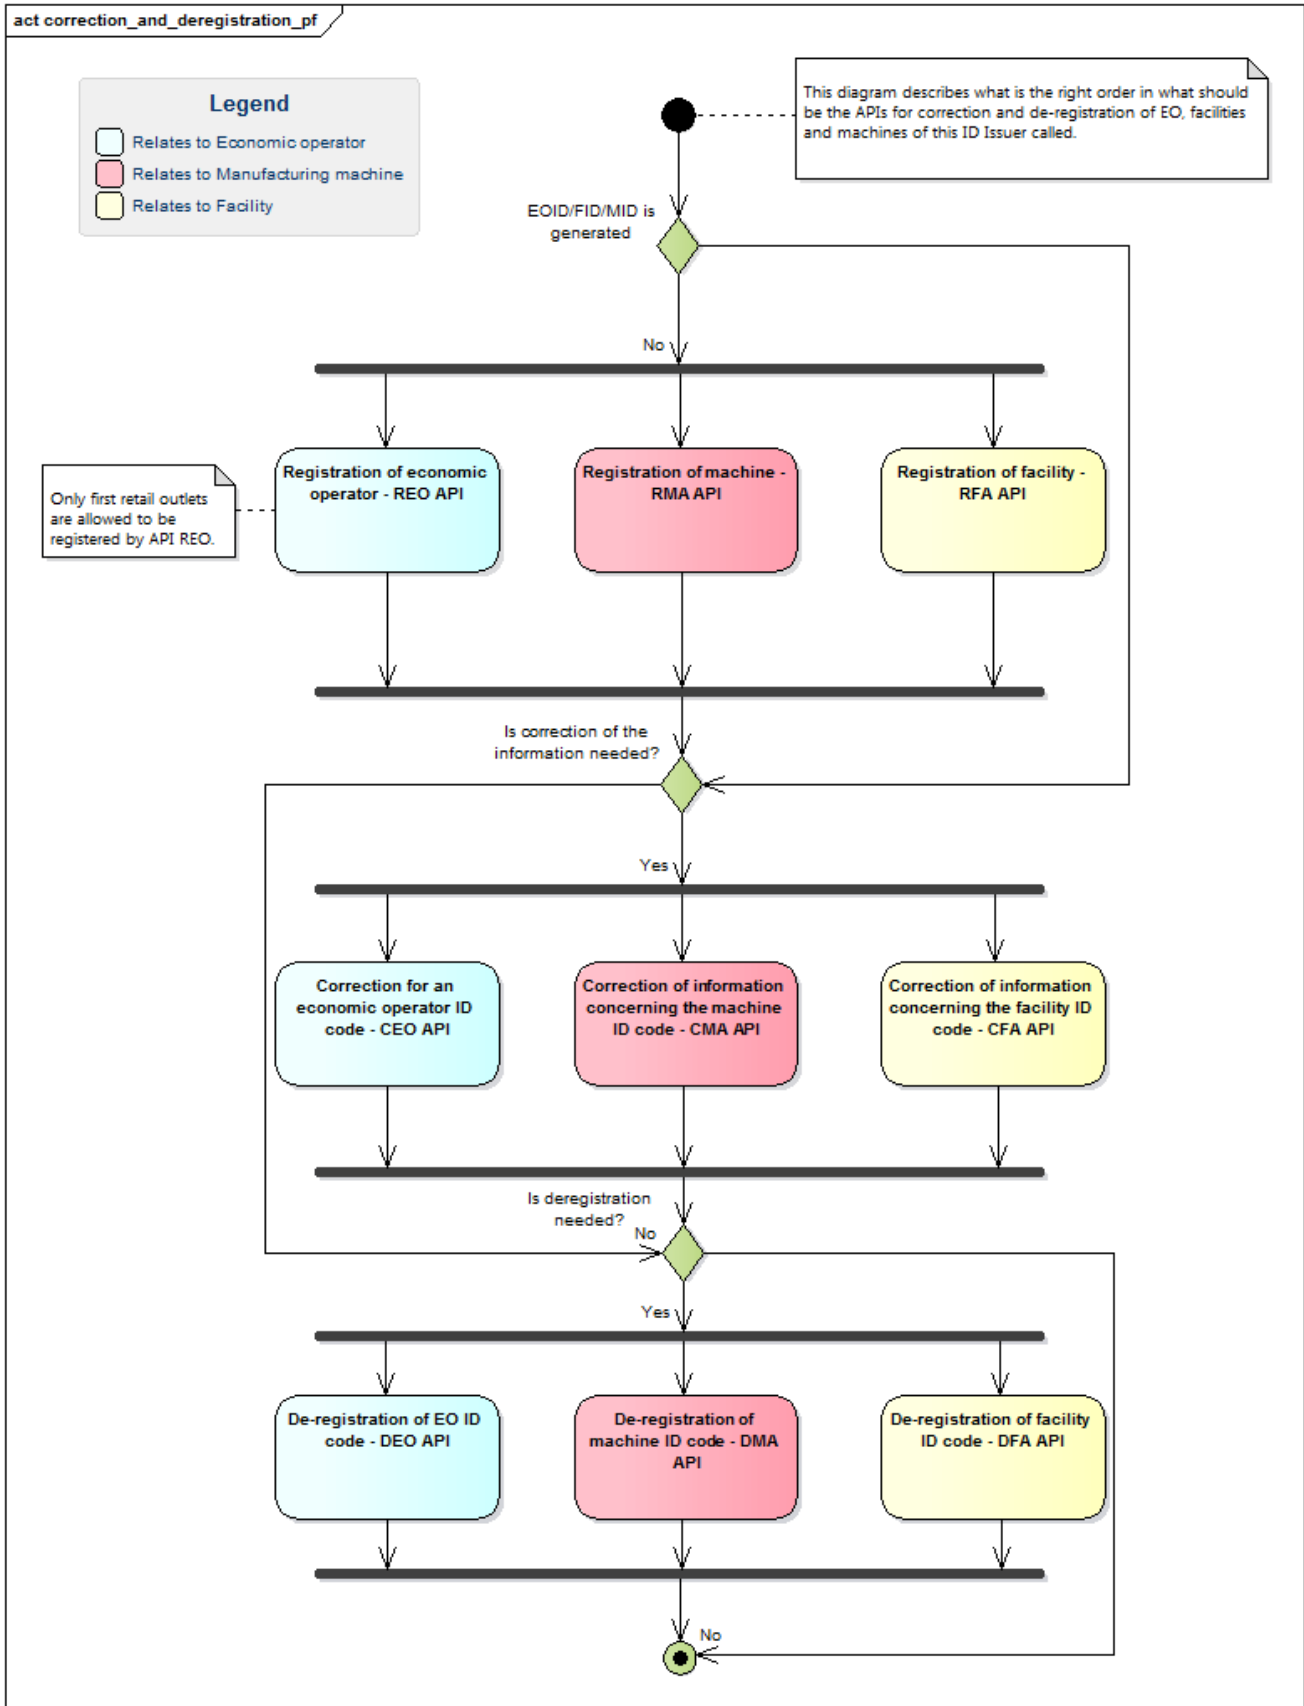 act correction_and_deregistration_pf
Legend
Relates to Economic operator
Relates to Manufacturing machine
Relates to Facility
This diagram describes what is the right order in what should
be the APIs for correction and de-registration of EO, facilities
and machines of this ID Issuer called.
EOID/FID/MID is
generated
No
Registration of economic
operator - REO API
Registration of machine -
RMA API
Registration of facility -
RFA API
Only first retail outlets
are allowed to be
registered by API REO.
Is correction of the
information needed?
Yes
Correction for an
economic operator ID
code - CEO API
Correction of information
concerning the machine
ID code - CMA API
Correction of information
concerning the facility ID
code - CFA API
Is deregistration
needed?
No
Yes
De-registration of EO ID
code - DEO API
De-registration of
machine ID code - DMA
API
De-registration of facility
ID code - DFA API
No